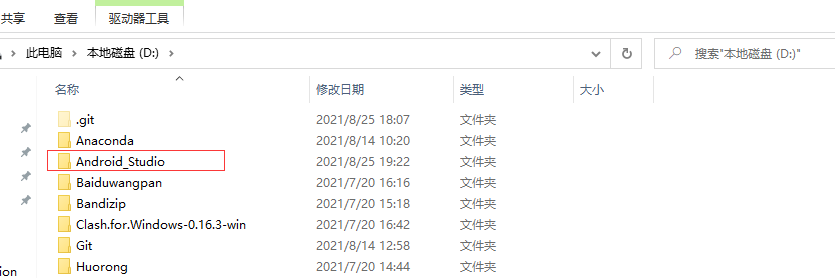 共享 查看 驱动器工具
此电脑 › 本地磁盘 (D:) › 搜索"本地磁盘 (D:)"
名称 修改日期 类型 大小
.git 2021/8/25 18:07 文件夹
Anaconda 2021/8/14 10:20 文件夹
Android_Studio 2021/8/25 19:22 文件夹
Baiduwangpan 2021/7/20 16:16 文件夹
Bandizip 2021/7/20 15:18 文件夹
Clash.for.Windows-0.16.3-win 2021/7/20 16:42 文件夹
Git 2021/8/14 12:58 文件夹
Huorong 2021/7/20 14:44 文件夹
ion